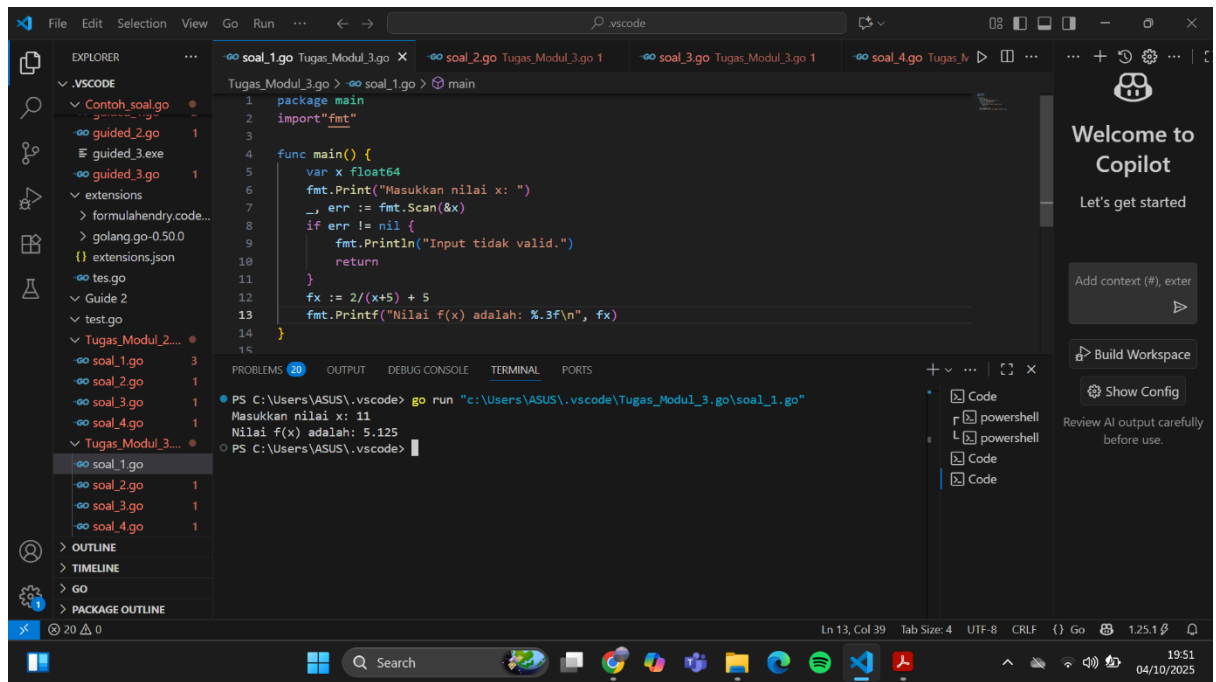 File Edit Selection View Go Run ··· ← → .vscode
EXPLORER ···
.VSCODE
Contoh_soal.go
guided_2.go 1
guided_3.exe
guided_3.go 1
extensions
formulahendry.code...
golang.go-0.50.0
{} extensions.json
tes.go
Guide 2
test.go
Tugas_Modul_2....
soal_1.go 3
soal_2.go 1
soal_3.go 1
soal_4.go 1
Tugas_Modul_3....
soal_1.go
soal_2.go 1
soal_3.go 1
soal_4.go 1
OUTLINE
TIMELINE
GO
PACKAGE OUTLINE
soal_1.go Tugas_Modul_3.go × soal_2.go Tugas_Modul_3.go 1 soal_3.go Tugas_Modul_3.go 1 soal_4.go Tugas_M
Tugas_Modul_3.go > soal_1.go > main
1 package main
2 import"fmt"
3
4 func main() {
5 var x float64
6 fmt.Print("Masukkan nilai x: ")
7 _, err := fmt.Scan(&x)
8 if err != nil {
9 fmt.Println("Input tidak valid.")
10 return
11 }
12 fx := 2/(x+5) + 5
13 fmt.Printf("Nilai f(x) adalah: %.3f\n", fx)
14 }
15
PROBLEMS 20 OUTPUT DEBUG CONSOLE TERMINAL PORTS
PS C:\Users\ASUS\.vscode> go run "c:\Users\ASUS\.vscode\Tugas_Modul_3.go\soal_1.go"
Masukkan nilai x: 11
Nilai f(x) adalah: 5.125
PS C:\Users\ASUS\.vscode>
Code
powershell
powershell
Code
Code
Welcome to
Copilot
Let's get started
Add context (#), exter
Build Workspace
Show Config
Review AI output carefully
before use.
1
20 0 Ln 13, Col 39 Tab Size: 4 UTF-8 CRLF {} Go 1.25.1
Search
19:51
04/10/2025